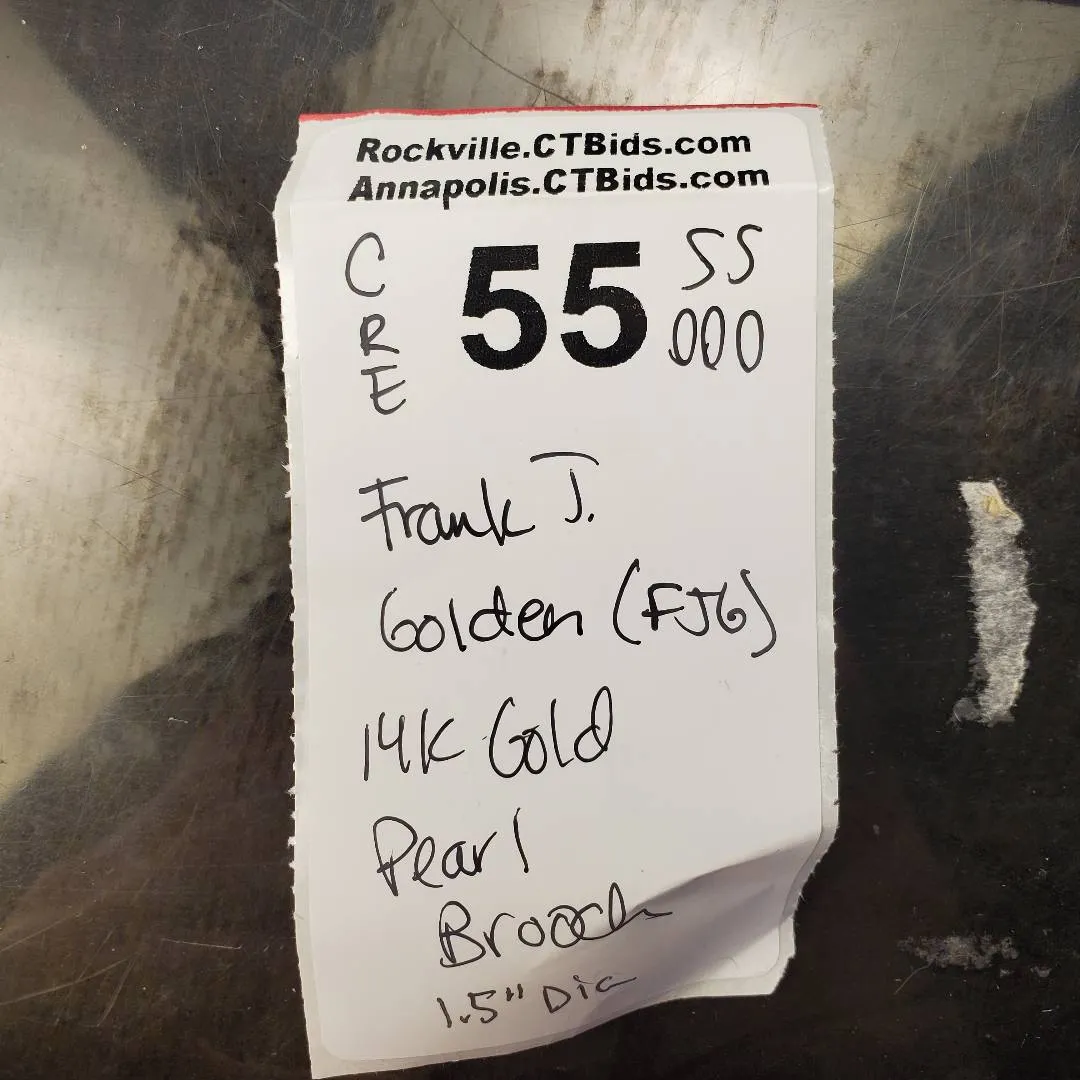 Rockville.CTBids.com
Annapolis.CTBids.com
C
R
E
55
SS
000
Frank J.
Golden (FJG)
14K Gold
Pearl
Brooch
1.5" Dia